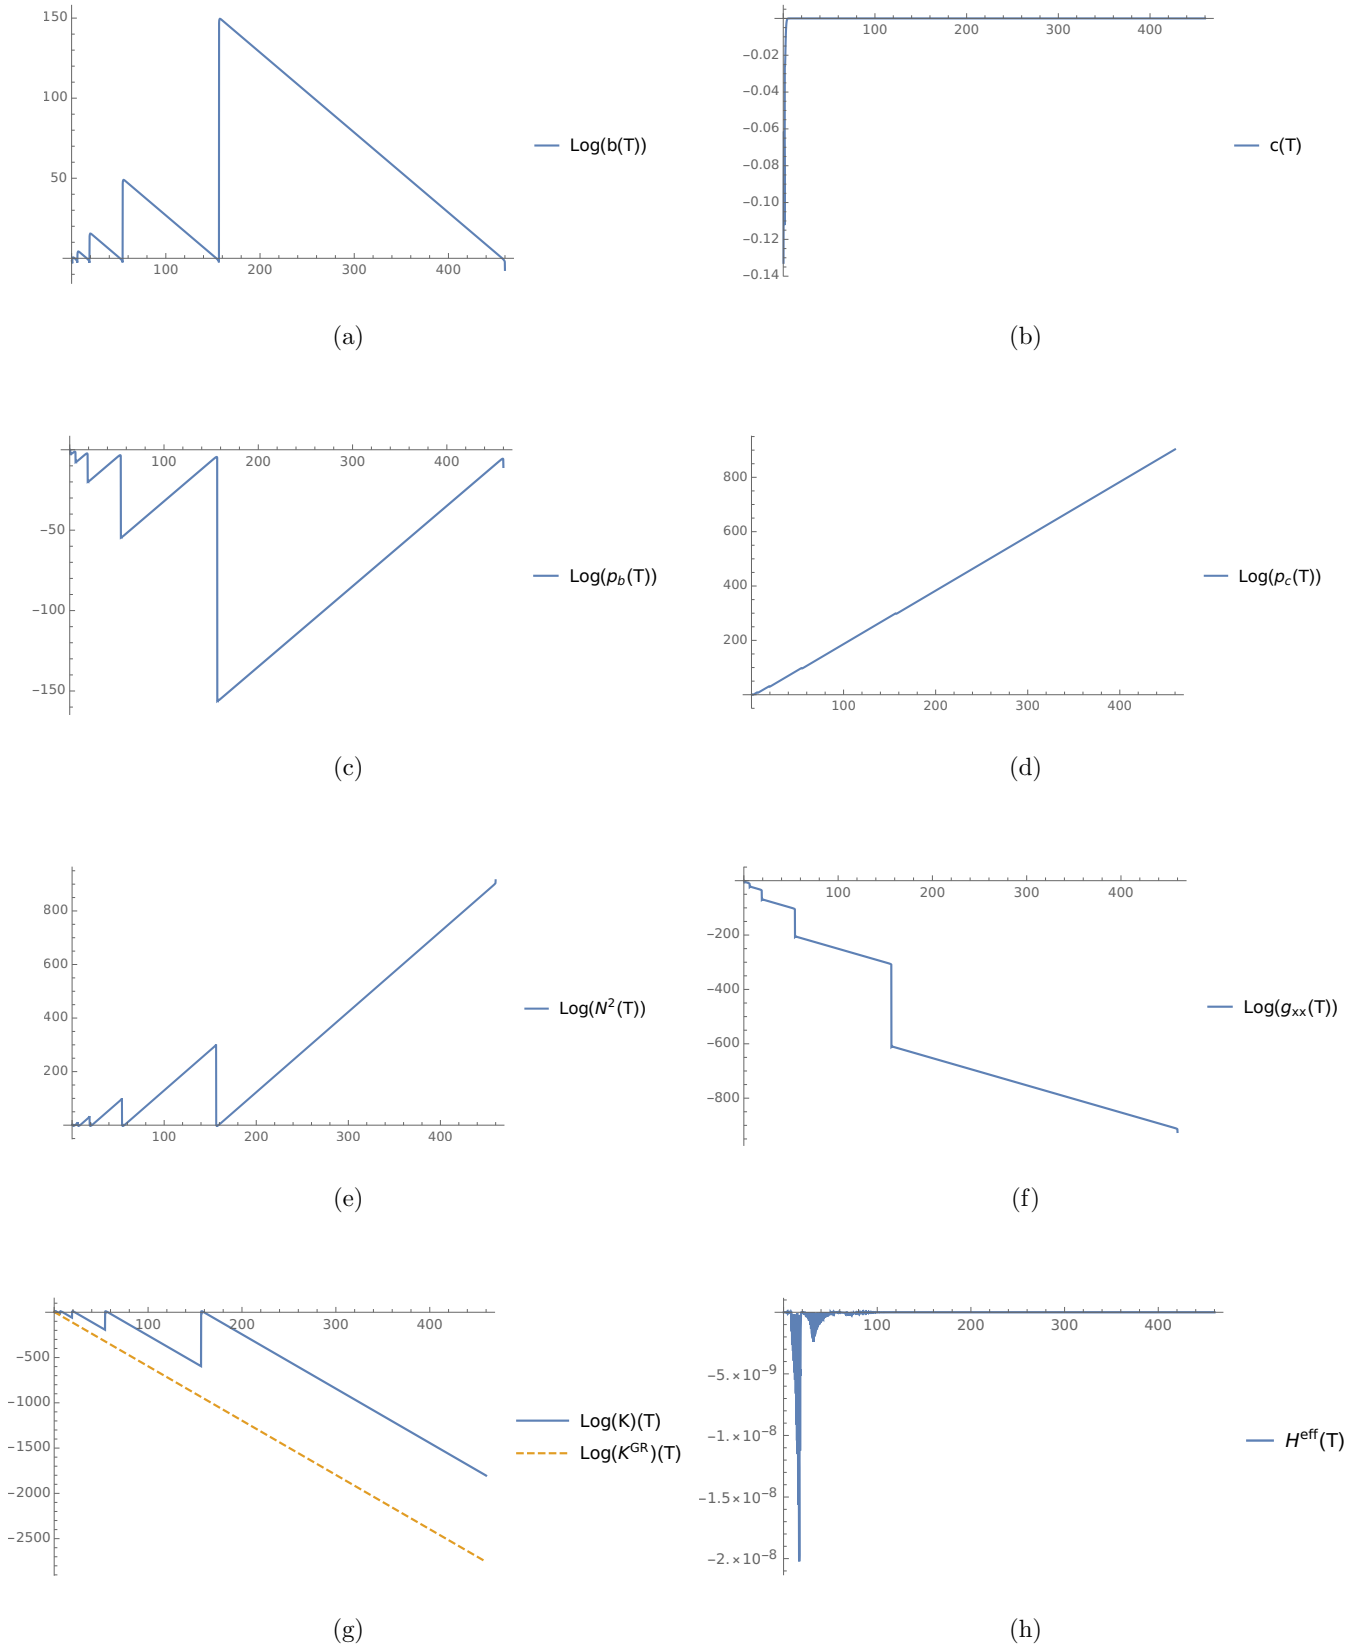 150
100
50
100 200 300 400
Log(b(T))
(a)
100 200 300 400
−0.02
−0.04
−0.06
−0.08
−0.10
−0.12
−0.14
c(T)
(b)
100 200 300 400
−50
−100
−150
Log(p_b(T))
(c)
800
600
400
200
100 200 300 400
Log(p_c(T))
(d)
800
600
400
200
100 200 300 400
Log(N²(T))
(e)
100 200 300 400
−200
−400
−600
−800
Log(g_xx(T))
(f)
100 200 300 400
−500
−1000
−1500
−2000
−2500
Log(K)(T)
Log(K^GR)(T)
(g)
100 200 300 400
−5.×10⁻⁹
−1.×10⁻⁸
−1.5×10⁻⁸
−2.×10⁻⁸
H^eff(T)
(h)